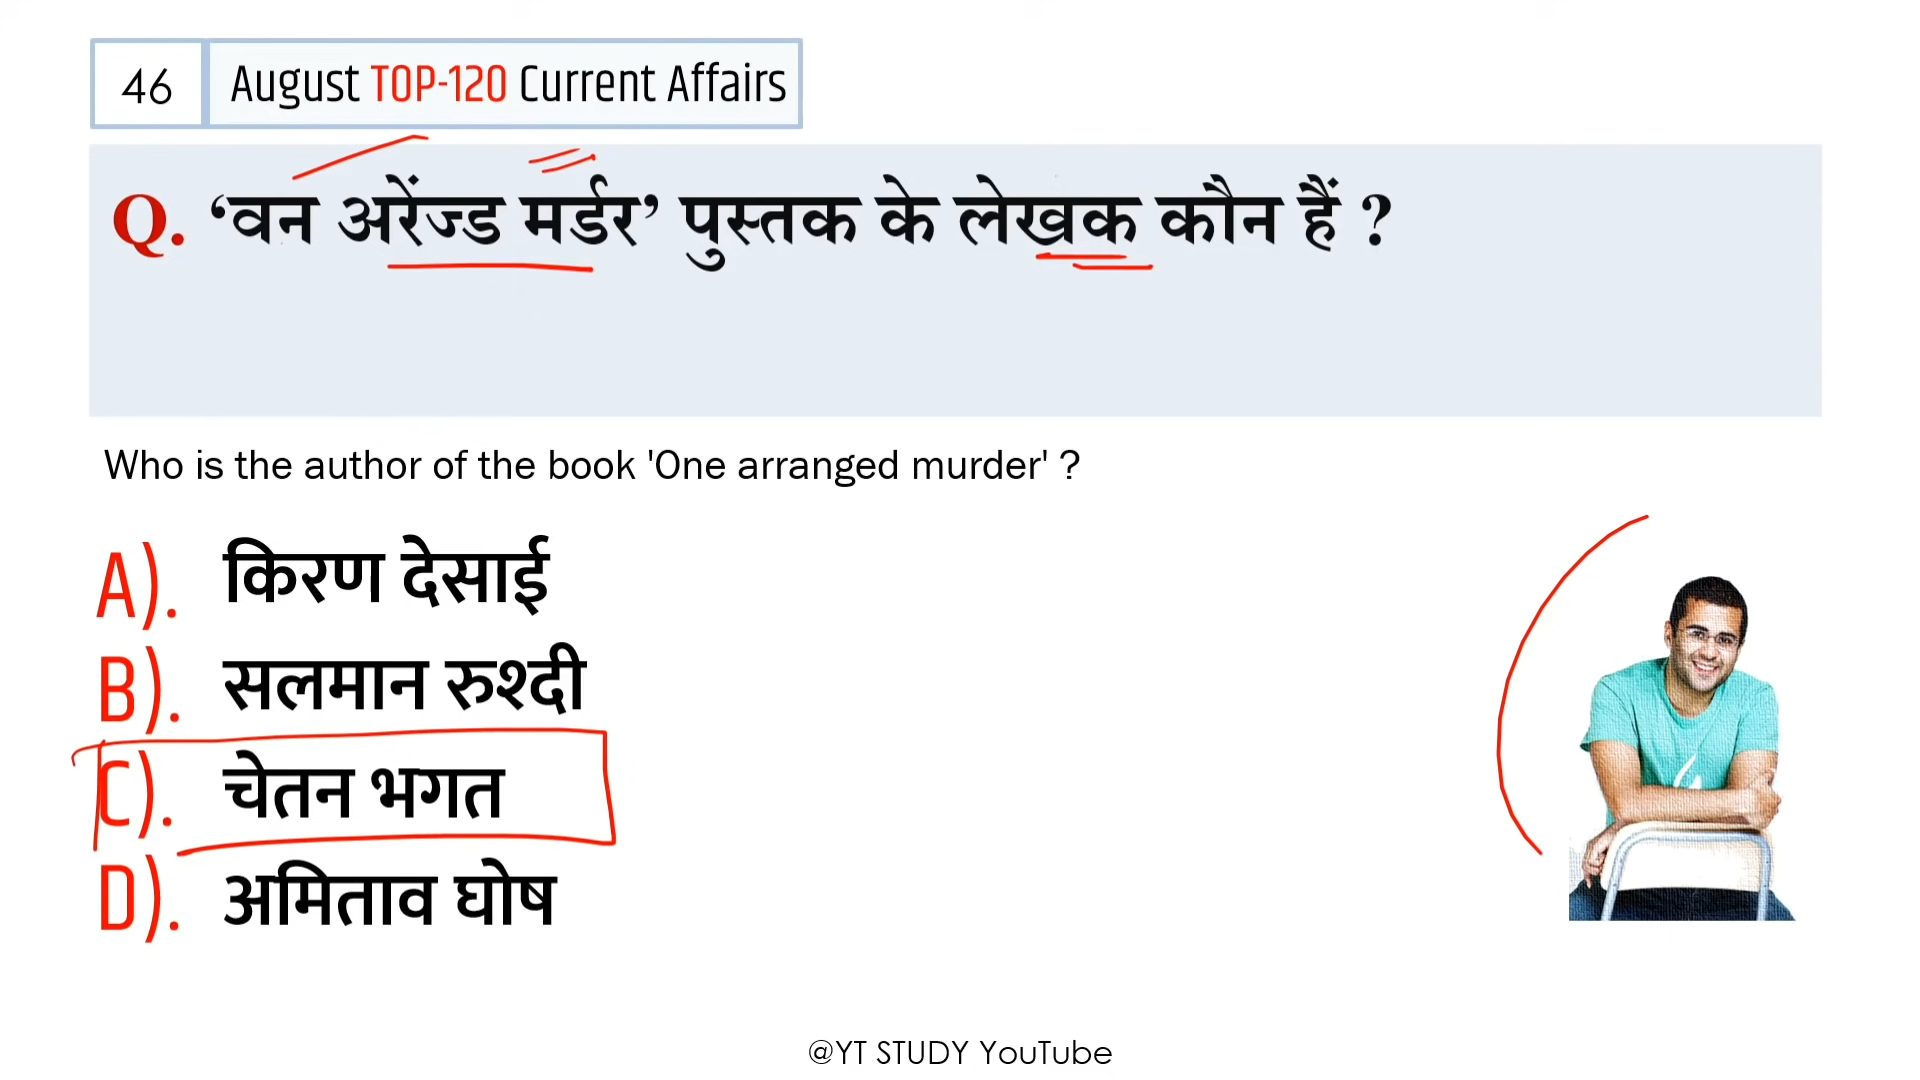 46 August TOP-120 Current Affairs
Q. ‘वन अरेंज्ड मर्डर’ पुस्तक के लेखक कौन हैं ?
Who is the author of the book 'One arranged murder' ?
A). किरण देसाई
B). सलमान रुश्दी
C). चेतन भगत
D). अमिताव घोष
@YT STUDY YouTube